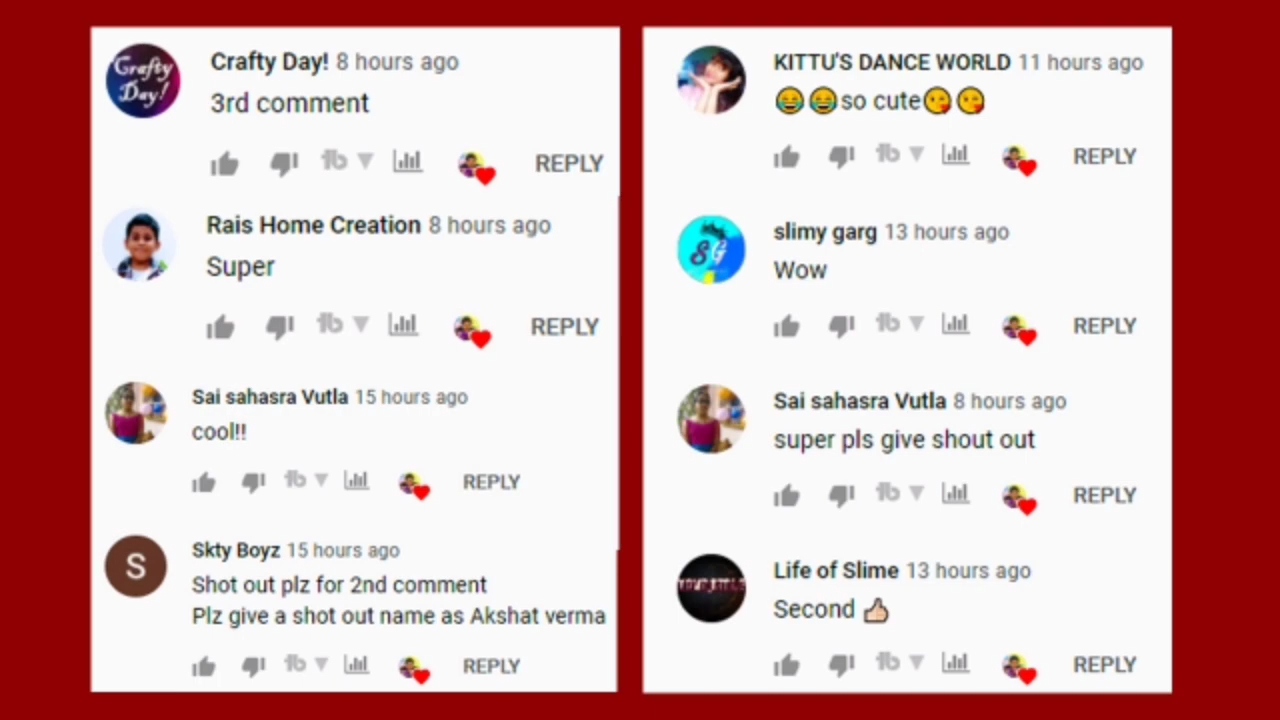 Crafty Day!
Crafty Day! 8 hours ago
3rd comment
REPLY
Rais Home Creation 8 hours ago
Super
REPLY
Sai sahasra Vutla 15 hours ago
cool!!
REPLY
S
Skty Boyz 15 hours ago
Shot out plz for 2nd comment
Plz give a shot out name as Akshat verma
REPLY
KITTU'S DANCE WORLD 11 hours ago
😂😂so cute😘😘
REPLY
SG
slimy garg 13 hours ago
Wow
REPLY
Sai sahasra Vutla 8 hours ago
super pls give shout out
REPLY
Life of Slime 13 hours ago
Second 👍🏻
REPLY